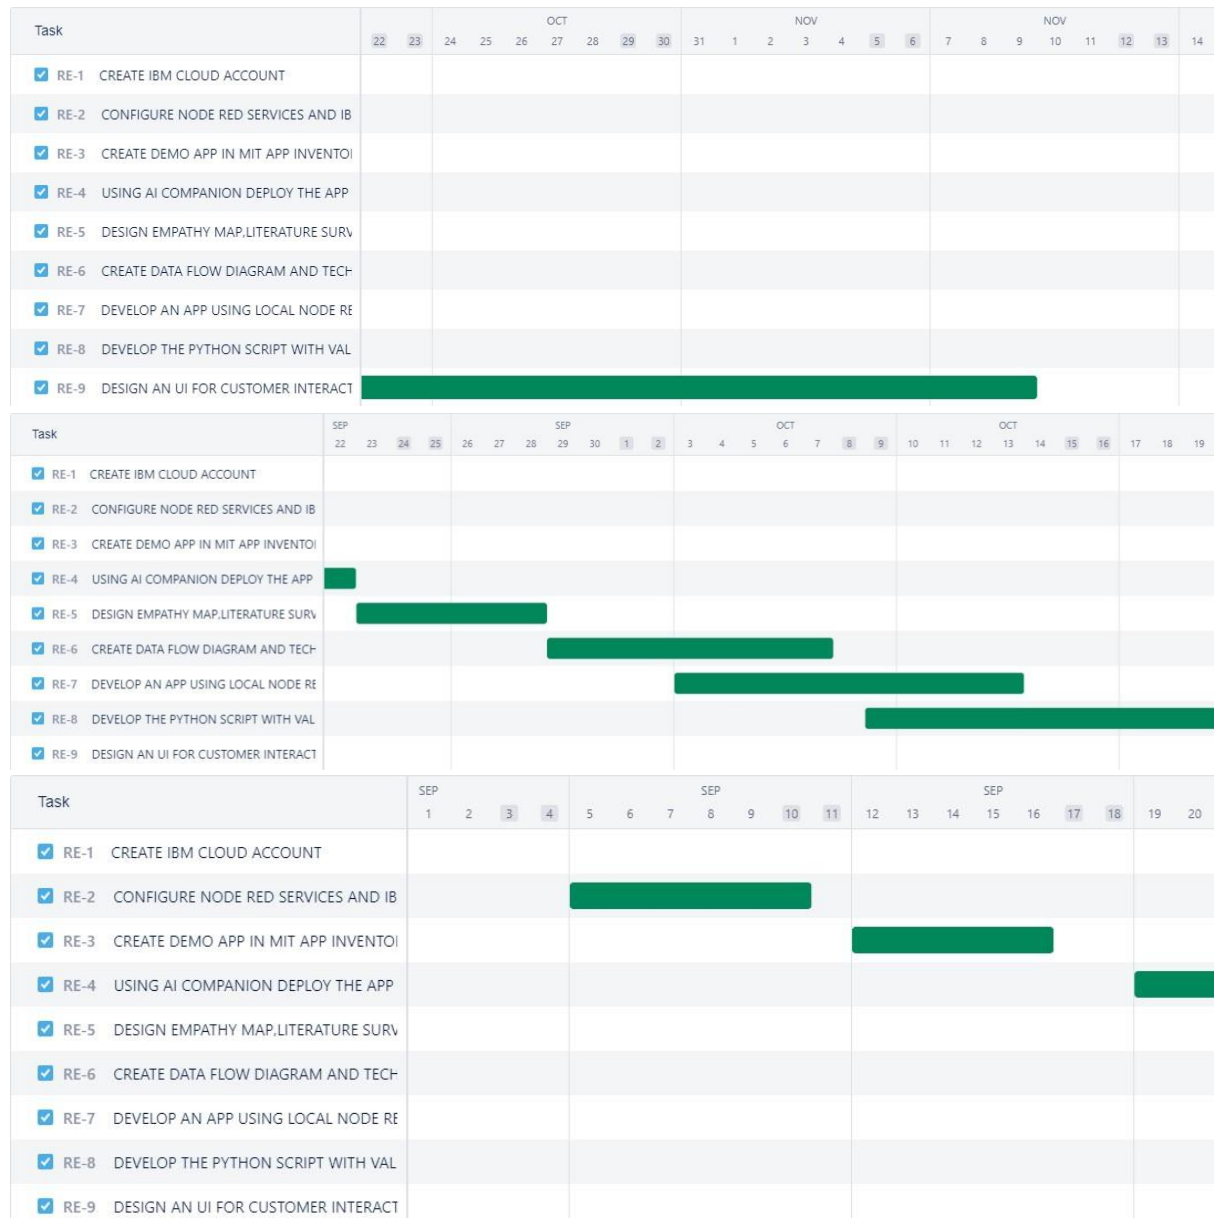 OCT NOV NOV
Task
22 23 24 25 26 27 28 29 30 31 1 2 3 4 5 6 7 8 9 10 11 12 13 14
RE-1 CREATE IBM CLOUD ACCOUNT
RE-2 CONFIGURE NODE RED SERVICES AND IB
RE-3 CREATE DEMO APP IN MIT APP INVENTO
RE-4 USING AI COMPANION DEPLOY THE APP
RE-5 DESIGN EMPATHY MAP,LITERATURE SURV
RE-6 CREATE DATA FLOW DIAGRAM AND TECH
RE-7 DEVELOP AN APP USING LOCAL NODE RE
RE-8 DEVELOP THE PYTHON SCRIPT WITH VAL
RE-9 DESIGN AN UI FOR CUSTOMER INTERACT
SEP SEP OCT OCT
Task
22 23 24 25 26 27 28 29 30 1 2 3 4 5 6 7 8 9 10 11 12 13 14 15 16 17 18 19
RE-1 CREATE IBM CLOUD ACCOUNT
RE-2 CONFIGURE NODE RED SERVICES AND IB
RE-3 CREATE DEMO APP IN MIT APP INVENTO
RE-4 USING AI COMPANION DEPLOY THE APP
RE-5 DESIGN EMPATHY MAP,LITERATURE SURV
RE-6 CREATE DATA FLOW DIAGRAM AND TECH
RE-7 DEVELOP AN APP USING LOCAL NODE RE
RE-8 DEVELOP THE PYTHON SCRIPT WITH VAL
RE-9 DESIGN AN UI FOR CUSTOMER INTERACT
SEP SEP SEP
Task
1 2 3 4 5 6 7 8 9 10 11 12 13 14 15 16 17 18 19 20
RE-1 CREATE IBM CLOUD ACCOUNT
RE-2 CONFIGURE NODE RED SERVICES AND IB
RE-3 CREATE DEMO APP IN MIT APP INVENTO
RE-4 USING AI COMPANION DEPLOY THE APP
RE-5 DESIGN EMPATHY MAP,LITERATURE SURV
RE-6 CREATE DATA FLOW DIAGRAM AND TECH
RE-7 DEVELOP AN APP USING LOCAL NODE RE
RE-8 DEVELOP THE PYTHON SCRIPT WITH VAL
RE-9 DESIGN AN UI FOR CUSTOMER INTERACT